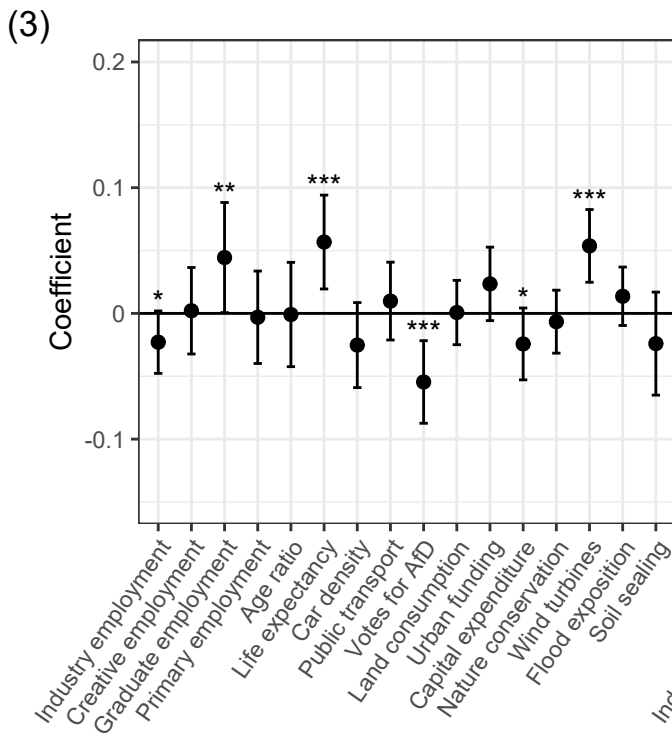 (3)
0.2
0.1
0
-0.1
Coefficient
*
**
***
***
*
***
Industry employment
Creative employment
Graduate employment
Primary employment
Age ratio
Life expectancy
Car density
Public transport
Votes for AfD
Land consumption
Urban funding
Capital expenditure
Nature conservation
Wind turbines
Flood exposition
Soil sealing
Ind